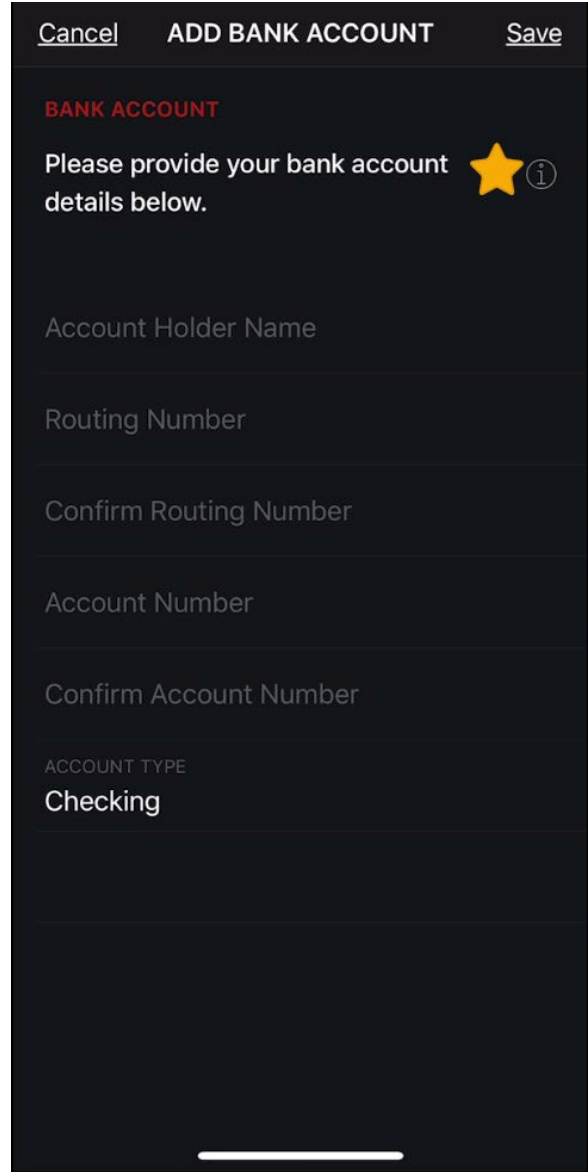 Cancel ADD BANK ACCOUNT Save
BANK ACCOUNT
Please provide your bank account
details below.
Account Holder Name
Routing Number
Confirm Routing Number
Account Number
Confirm Account Number
ACCOUNT TYPE
Checking